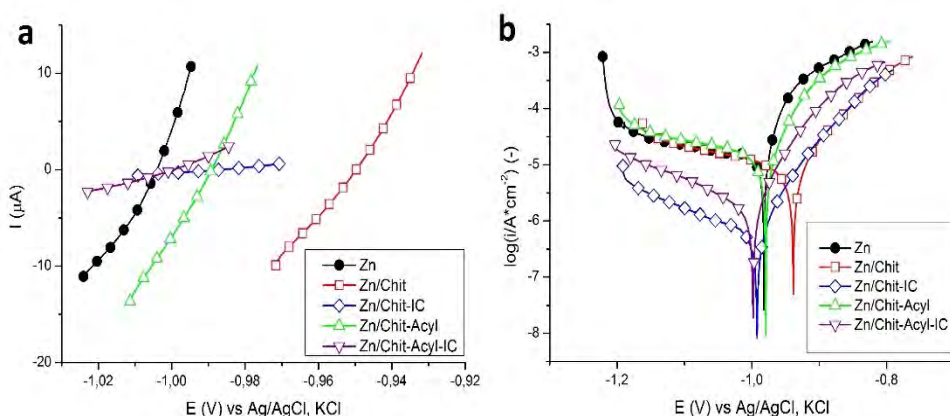 a
I (µA)
10
0
-10
-20
-1,02
-1,00
-0,98
-0,96
-0,94
-0,92
E (V) vs Ag/AgCl, KCl
Zn
Zn/Chit
Zn/Chit-IC
Zn/Chit-Acyl
Zn/Chit-Acyl-IC
b
log(i/A*cm-2) (-)
-3
-4
-5
-6
-7
-8
-1,2
-1,0
-0,8
E (V) vs Ag/AgCl, KCl
Zn
Zn/Chit
Zn/Chit-IC
Zn/Chit-Acyl
Zn/Chit-Acyl-IC